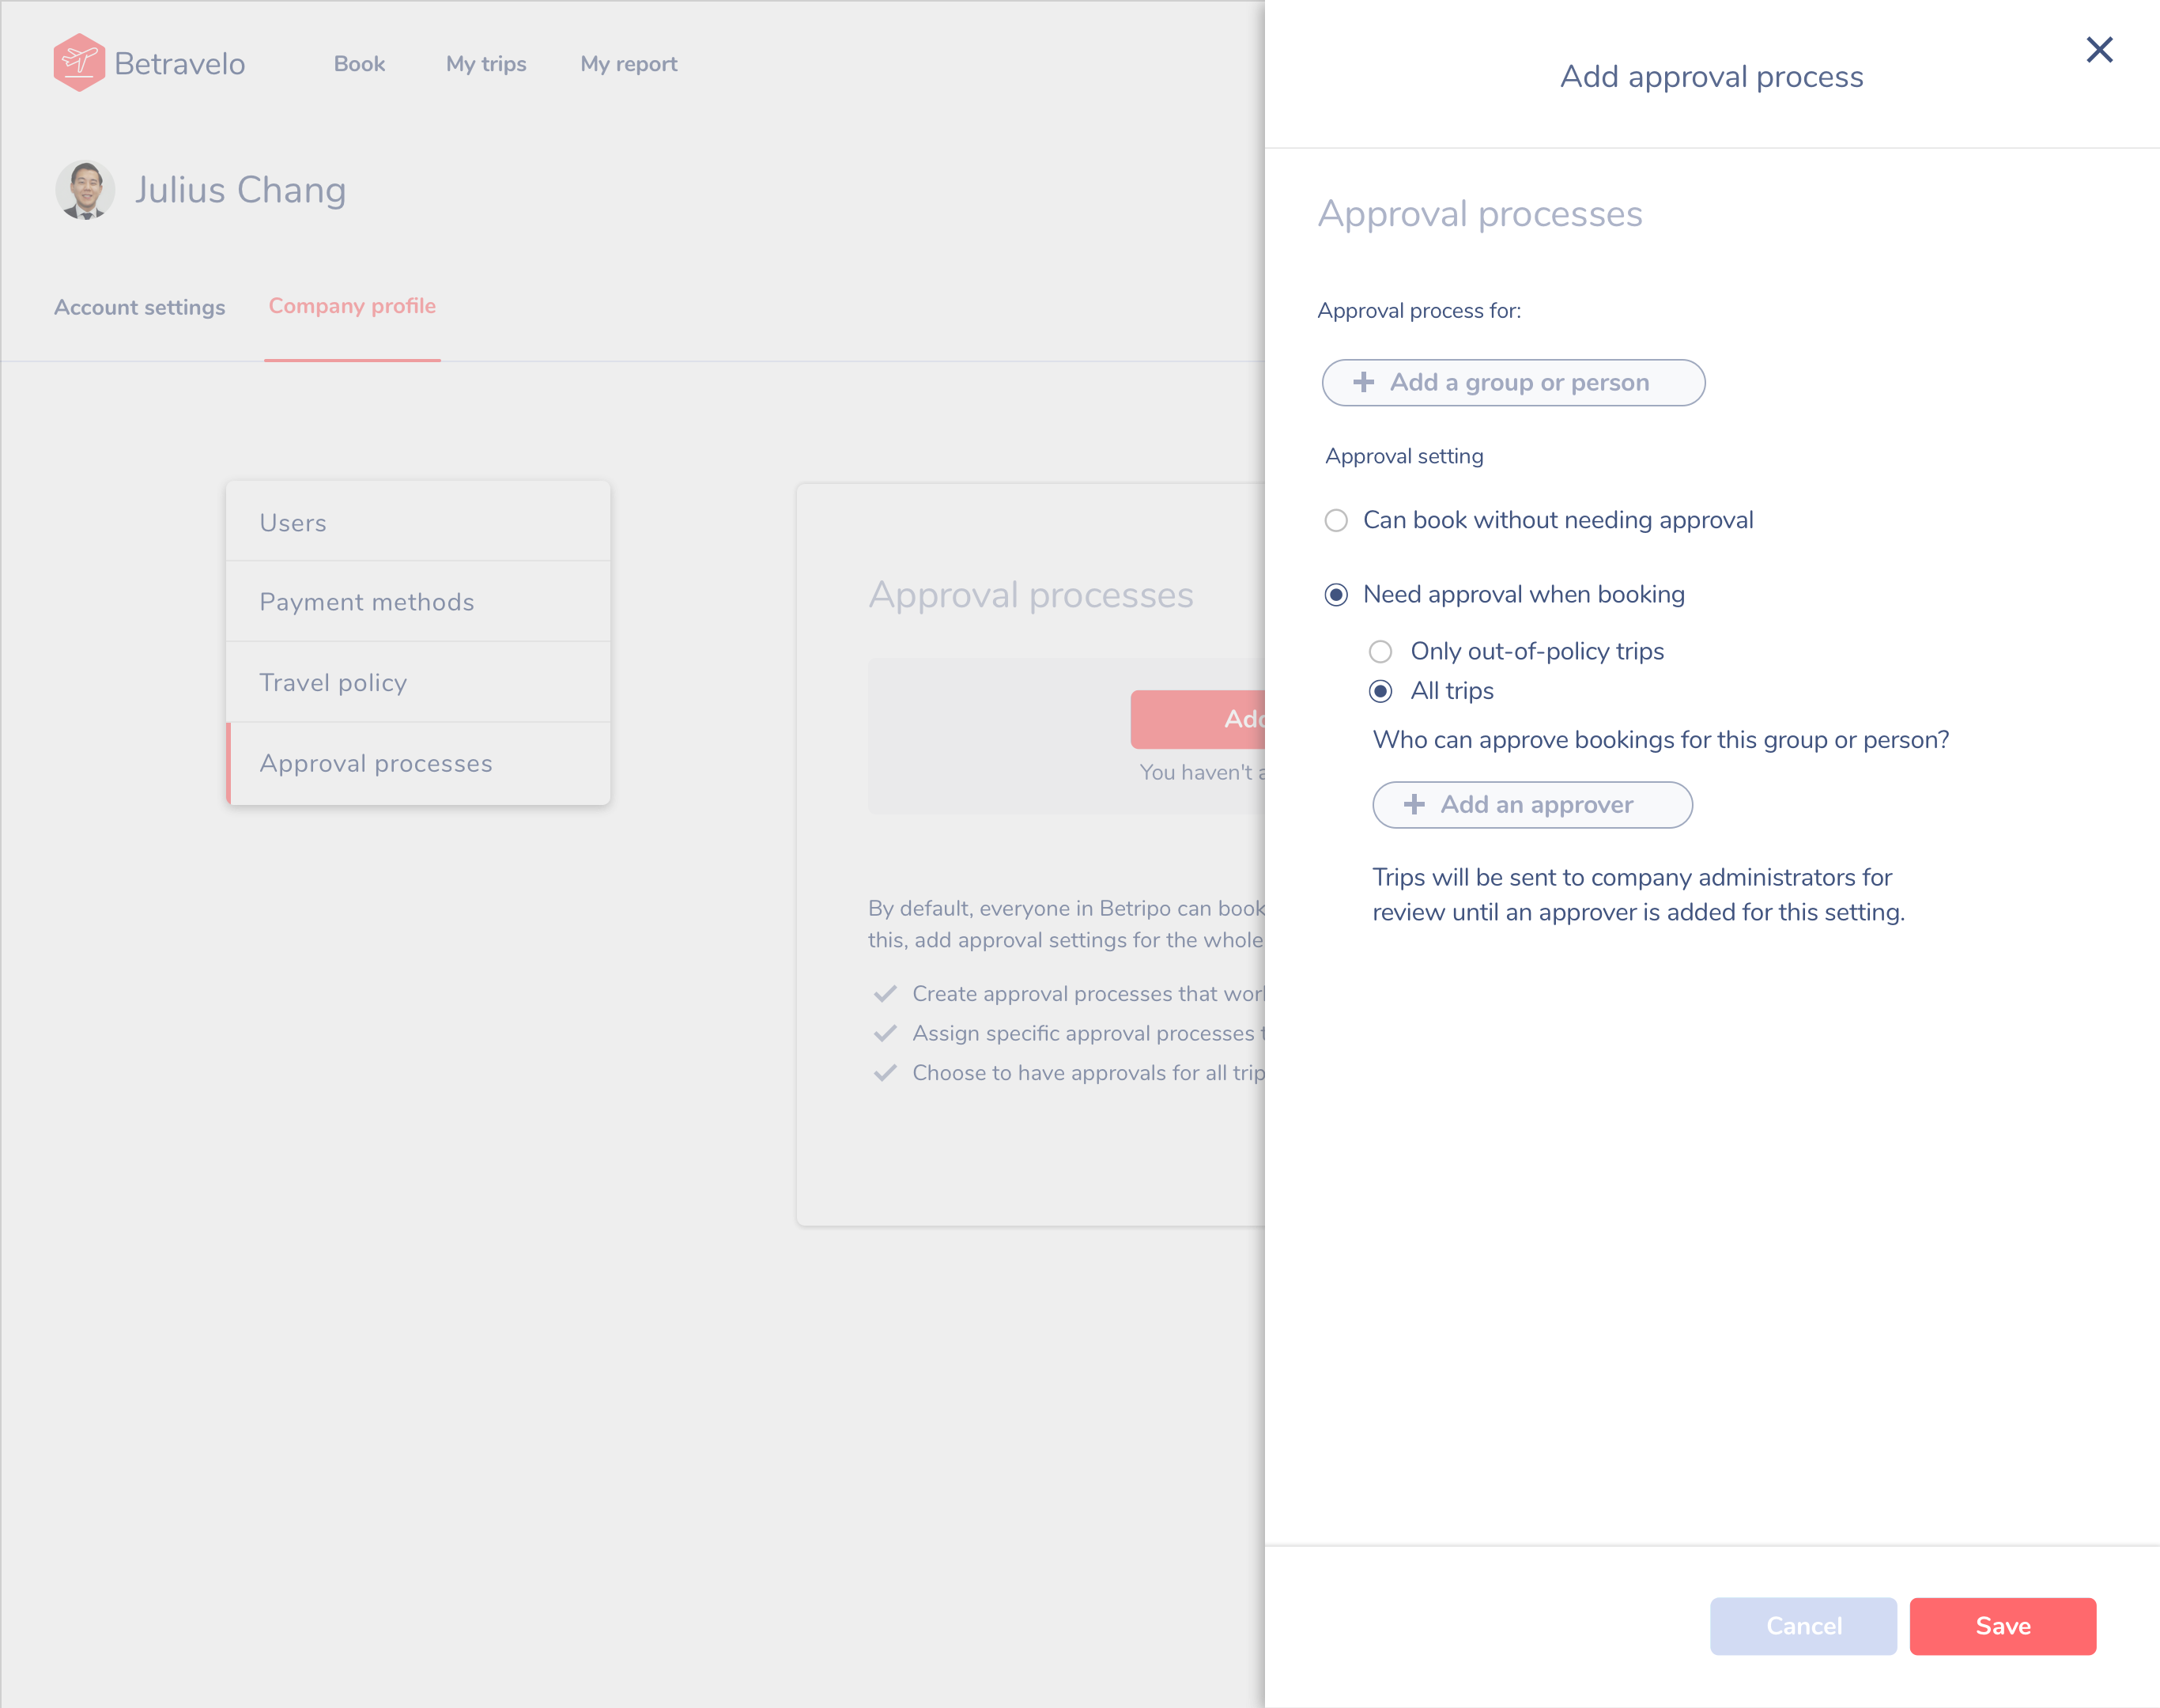 Betravelo
Book
My trips
My report
Julius Chang
Account settings
Company profile
Users
Payment methods
Travel policy
Approval processes
Approval processes
Add
You haven't a
By default, everyone in Betripo can book
this, add approval settings for the whole
Create approval processes that work
Assign specific approval processes t
Choose to have approvals for all trip
Add approval process
Approval processes
Approval process for:
Add a group or person
Approval setting
Can book without needing approval
Need approval when booking
Only out-of-policy trips
All trips
Who can approve bookings for this group or person?
Add an approver
Trips will be sent to company administrators for
review until an approver is added for this setting.
Cancel
Save